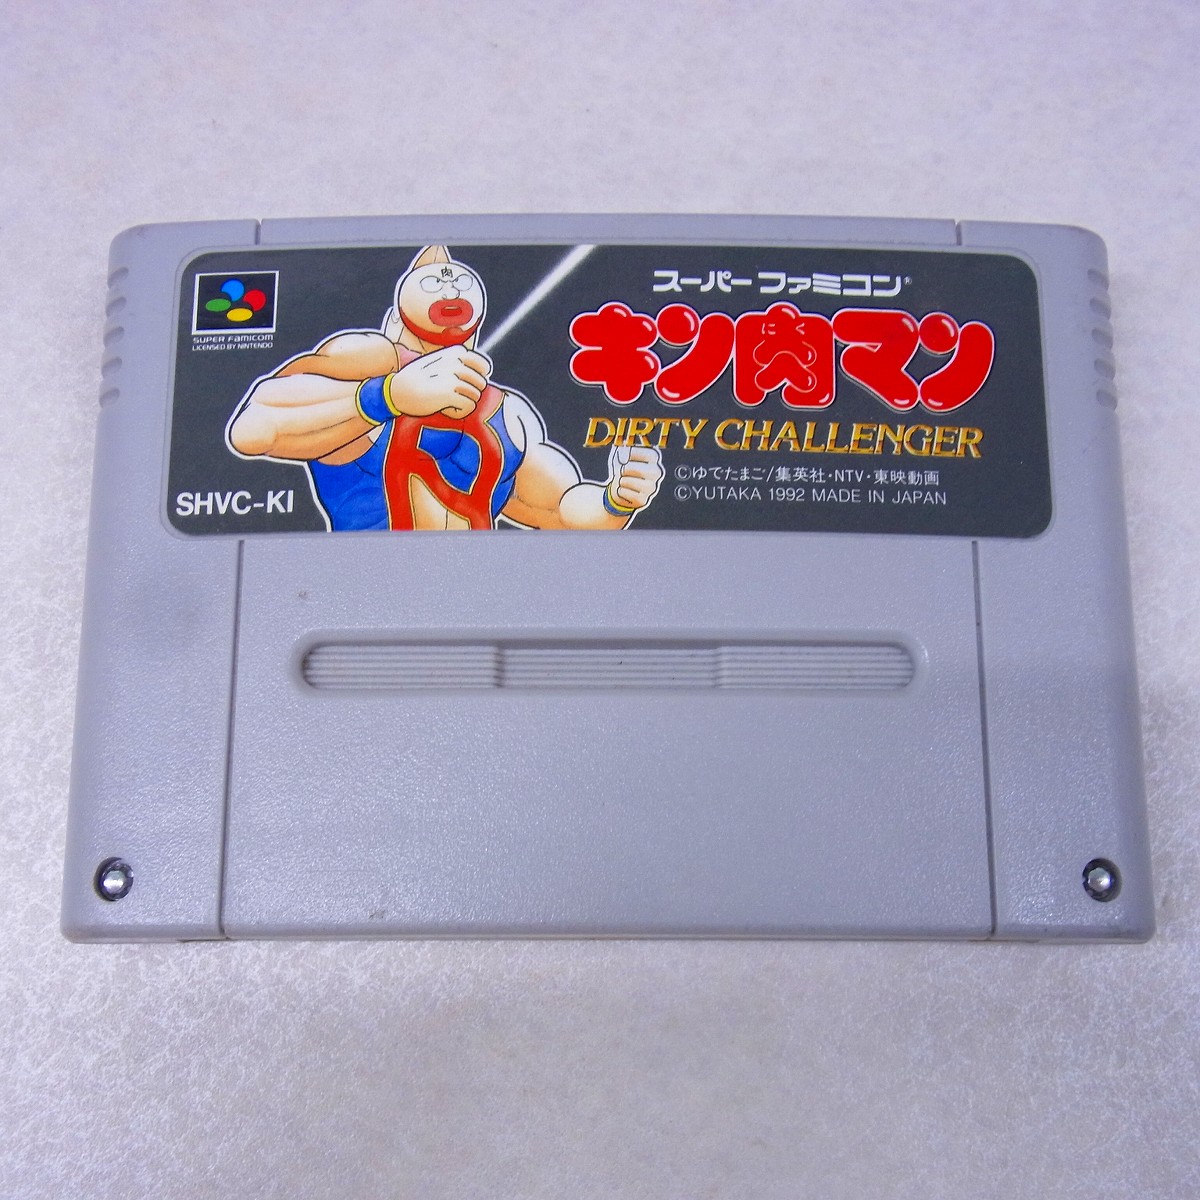 SUPER FAMICOM
LICENSED BY NINTENDO
肉
スーパーファミコン®
キン肉マン
DIRTY CHALLENGER
©ゆでたまご/集英社・NTV・東映動画
©YUTAKA 1992 MADE IN JAPAN
SHVC-KI